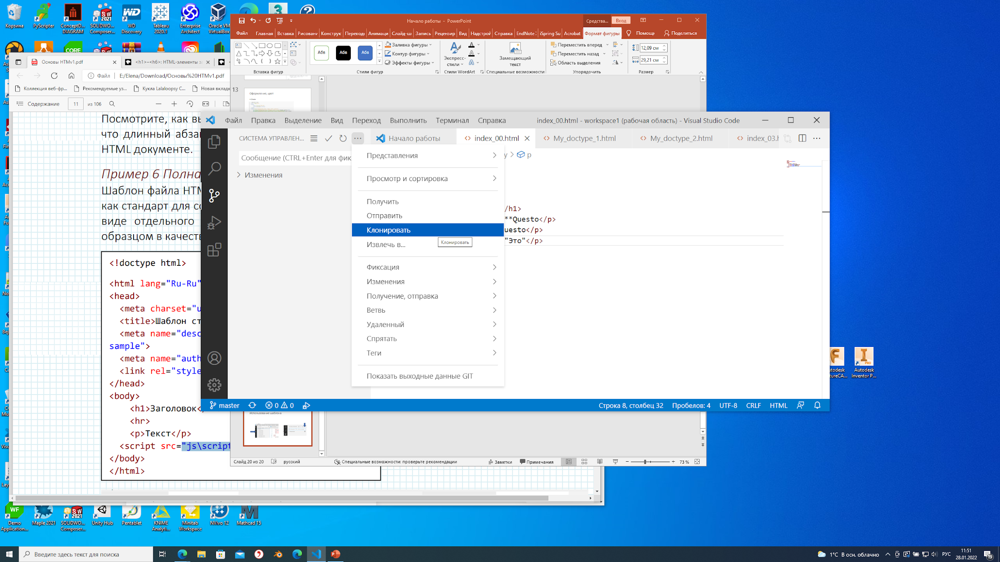 Корзина
PyScripter
ConceptD...
DIAGRAM
SOLIDWO...
Composer...
WD
Discovery
Tableau
2020.1
Enterprise
Architect
Oracle VM
VirtualBox
Начало работы - PowerPoint
Средства...
Вход
Файл
Главная
Вставка
Рисовани
Конструк
Переходь
Анимаци
Слайд-ш
Запись
Рецензир
Вид
Надстрой
Справка
EndNote
iSpring Su
Acrobat
Формат фигуры
Помощь
Поделиться
Абв
Абв
Абв
Заливка фигуры
Контур фигуры
Эффекты фигуры
Экспресс-
стили
Замещающий
текст
Переместить вперед
Переместить назад
Область выделения
12,09 см
29,21 см
Вставка фигур
Стили фигур
Стили WordArt
Специальные возможности
Упорядочить
Размер
13
Оформление, цвет
Основы HTMv1.pdf
<h1>–<h6>: HTML-элементы за
Файл
E:/Elena/Download/Основы%20HTMv1.pdf
Коллекция веб-фр...
Рекомендуемые уз...
Кукла Lalaloopsy С...
Новая вкладк
Содержание
11
из 106
Посмотрите, как вы
что длинный абза
HTML документе.
Пример 6 Полна
Шаблон файла HTM
как стандарт для со
виде отдельного
образцом в качеств
<!doctype html>
<html lang="Ru-Ru"
<head>
<meta charset="u
<title>Шаблон ст
<meta name="desc
sample">
<meta name="auth
<link rel="style
</head>
<body>
<h1>Заголовок</
<hr>
<p>Текст</p>
<script src="js\script
</body>
</html>
Файл
Правка
Выделение
Вид
Переход
Выполнить
Терминал
Справка
index_00.html - workspace1 (рабочая область) - Visual Studio Code
СИСТЕМА УПРАВЛЕН...
Начало работы
index_00.html
My_doctype_1.html
My_doctype_2.html
index_03.h
Сообщение (CTRL+Enter для фик
Изменения
y > p
/h1>
**Questo</p>
uesto</p>
"Это"</p>
Представления
Просмотр и сортировка
Получить
Отправить
Клонировать
Клонировать
Извлечь в...
Фиксация
Изменения
Получение, отправка
Ветвь
Удаленный
Спрятать
Теги
Показать выходные данные GIT
master
0
0
Строка 8, столбец 32
Пробелов: 4
UTF-8
CRLF
HTML
Использование шаблона
Слайд 20 из 20
русский
Специальные возможности: проверьте рекомендации
Заметки
Примечания
73 %
Autodesk
Inventor P...
Demo
Application...
Maple 2021
SOLIDWO...
Composer...
Unity Hub
Pentablet
KNIME
Analyti...
Minitab
Workspace
NVivo 12
Mathcad 15
Введите здесь текст для поиска
1°C В осн. облачно
РУС
11:51
28.01.2022
19